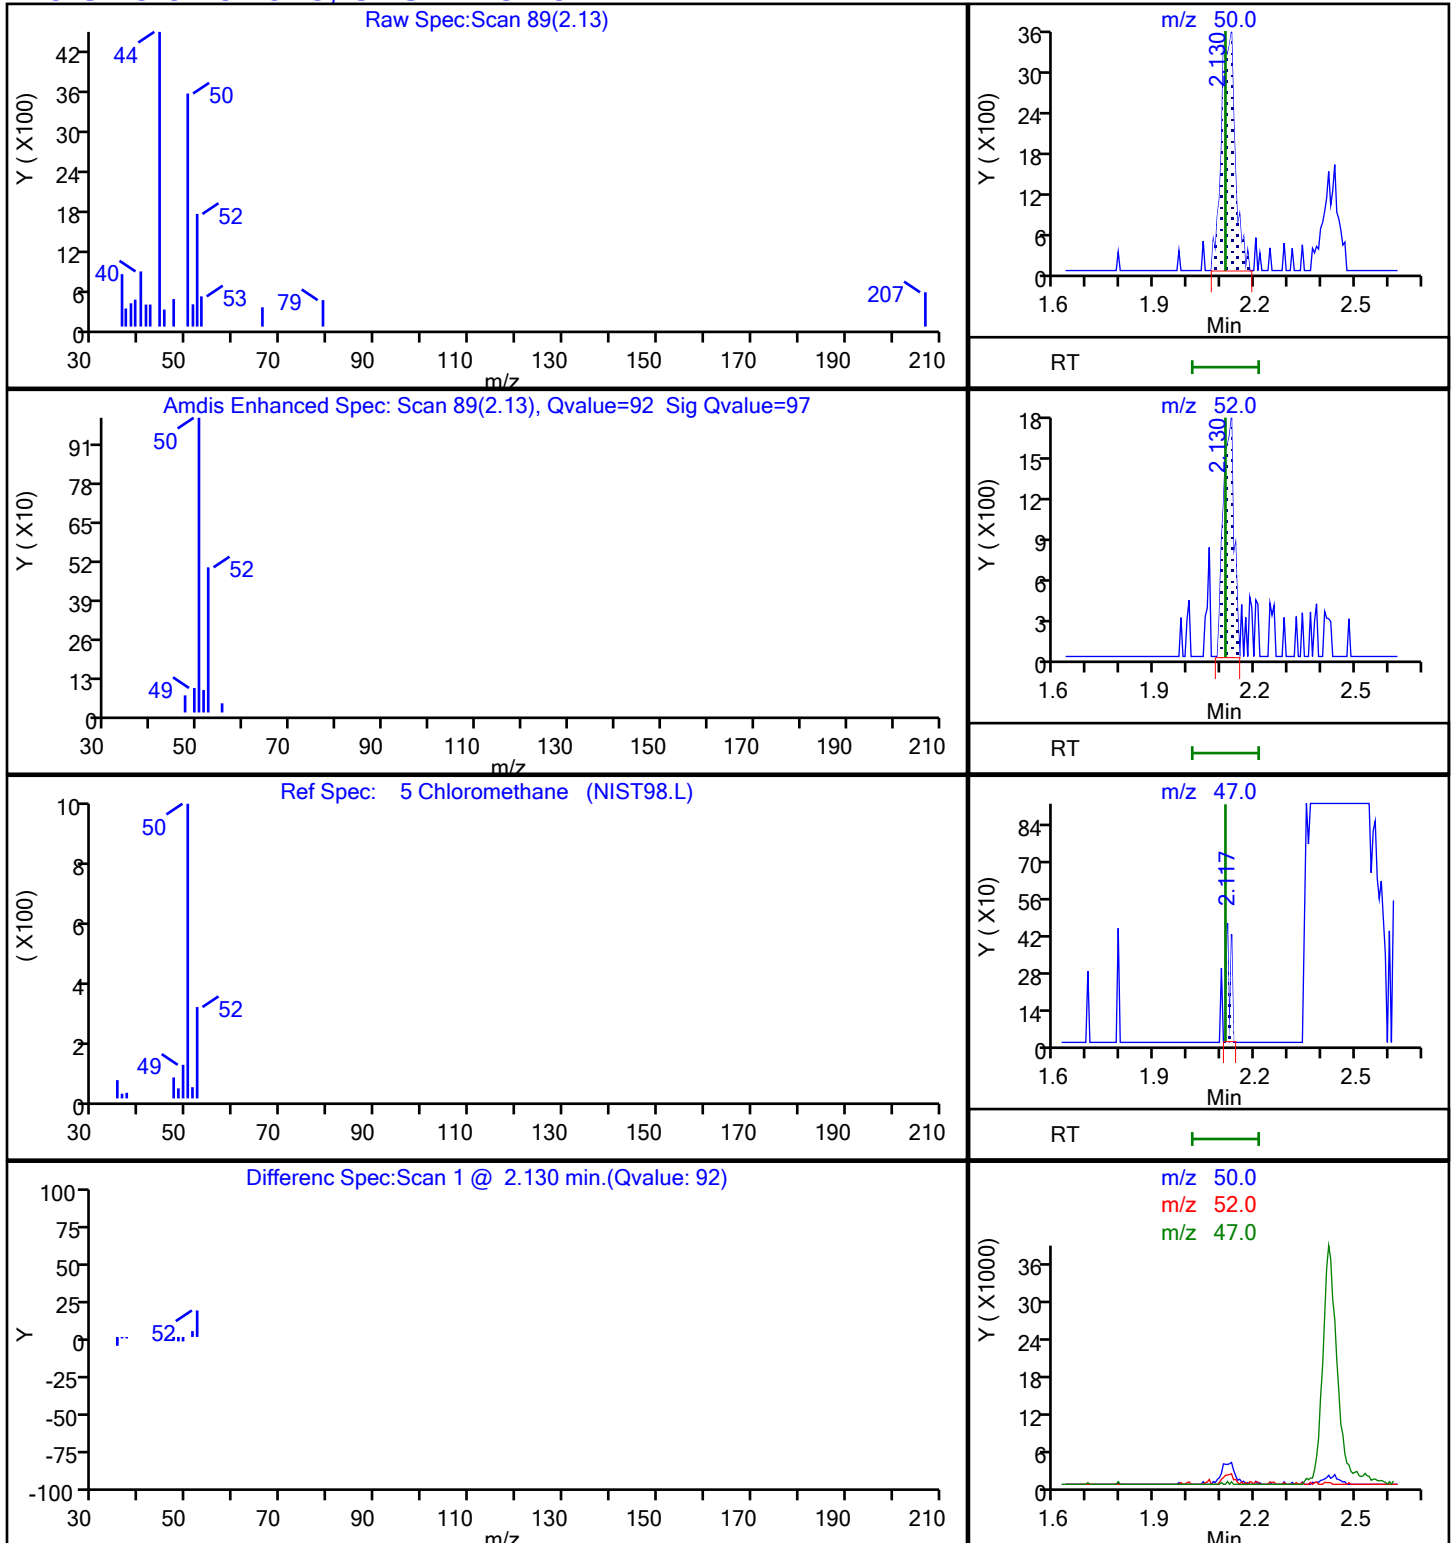 Raw Spec:Scan 89(2.13)
Y ( X100)
42
36
30
24
18
12
6
0
44
50
52
40
53
79
207
30 50 70 90 110 130 150 170 190 210
m/z
m/z 50.0
Y ( X100)
36
30
24
18
12
6
0
2.130
1.6 1.9 2.2 2.5
Min
RT
Amdis Enhanced Spec: Scan 89(2.13), Qvalue=92 Sig Qvalue=97
Y ( X10)
91
78
65
52
39
26
13
0
50
52
49
30 50 70 90 110 130 150 170 190 210
m/z
m/z 52.0
Y ( X100)
18
15
12
9
6
3
0
2.130
1.6 1.9 2.2 2.5
Min
RT
Ref Spec: 5 Chloromethane (NIST98.L)
( X100)
10
8
6
4
2
0
50
52
49
30 50 70 90 110 130 150 170 190 210
m/z 47.0
Y ( X10)
84
70
56
42
28
14
0
2.117
1.6 1.9 2.2 2.5
Min
RT
Differenc Spec:Scan 1 @ 2.130 min.(Qvalue: 92)
Y
100
75
50
25
0
-25
-50
-75
-100
52
30 50 70 90 110 130 150 170 190 210
m/z
m/z 50.0
m/z 52.0
m/z 47.0
Y ( X1000)
36
30
24
18
12
6
0
1.6 1.9 2.2 2.5
Min